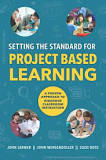 SETTING THE STANDARD FOR
PROJECT BASED
LEARNING
A PROVEN
APPROACH TO
RIGOROUS
CLASSROOM
INSTRUCTION
JOHN LARMER | JOHN MERGENDOLLER | SUZIE BOSS